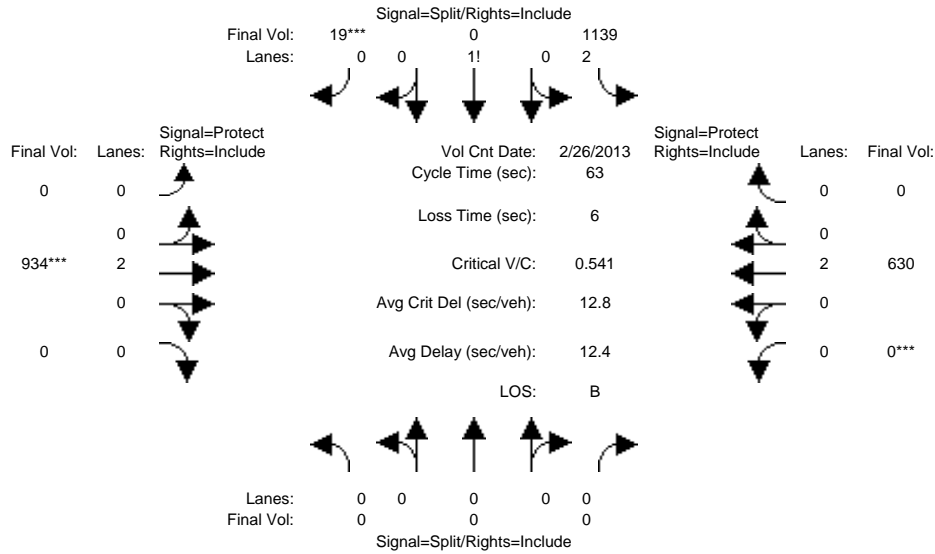 Signal=Split/Rights=Include
Final Vol: 19*** 0 1139
Lanes: 0 0 1! 0 2
Signal=Protect Signal=Protect
Final Vol: Lanes: Rights=Include Vol Cnt Date: 2/26/2013 Rights=Include Lanes: Final Vol:
Cycle Time (sec): 63
0 0 0 0
Loss Time (sec): 6
0 0
934*** 2 Critical V/C: 0.541 2 630
0 Avg Crit Del (sec/veh): 12.8 0
0 0 Avg Delay (sec/veh): 12.4 0 0***
LOS: B
Lanes: 0 0 0 0 0
Final Vol: 0 0 0
Signal=Split/Rights=Include